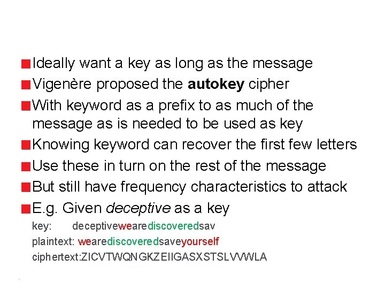 Ideally want a key as long as the message
Vigenère proposed the autokey cipher
With keyword as a prefix to as much of the
message as is needed to be used as key
Knowing keyword can recover the first few letters
Use these in turn on the rest of the message
But still have frequency characteristics to attack
E.g. Given deceptive as a key
key: deceptivewearediscoveredsav
plaintext: wearediscoveredsaveyourself
ciphertext:ZICVTWQNGKZEIIGASXSTSLVVWLA